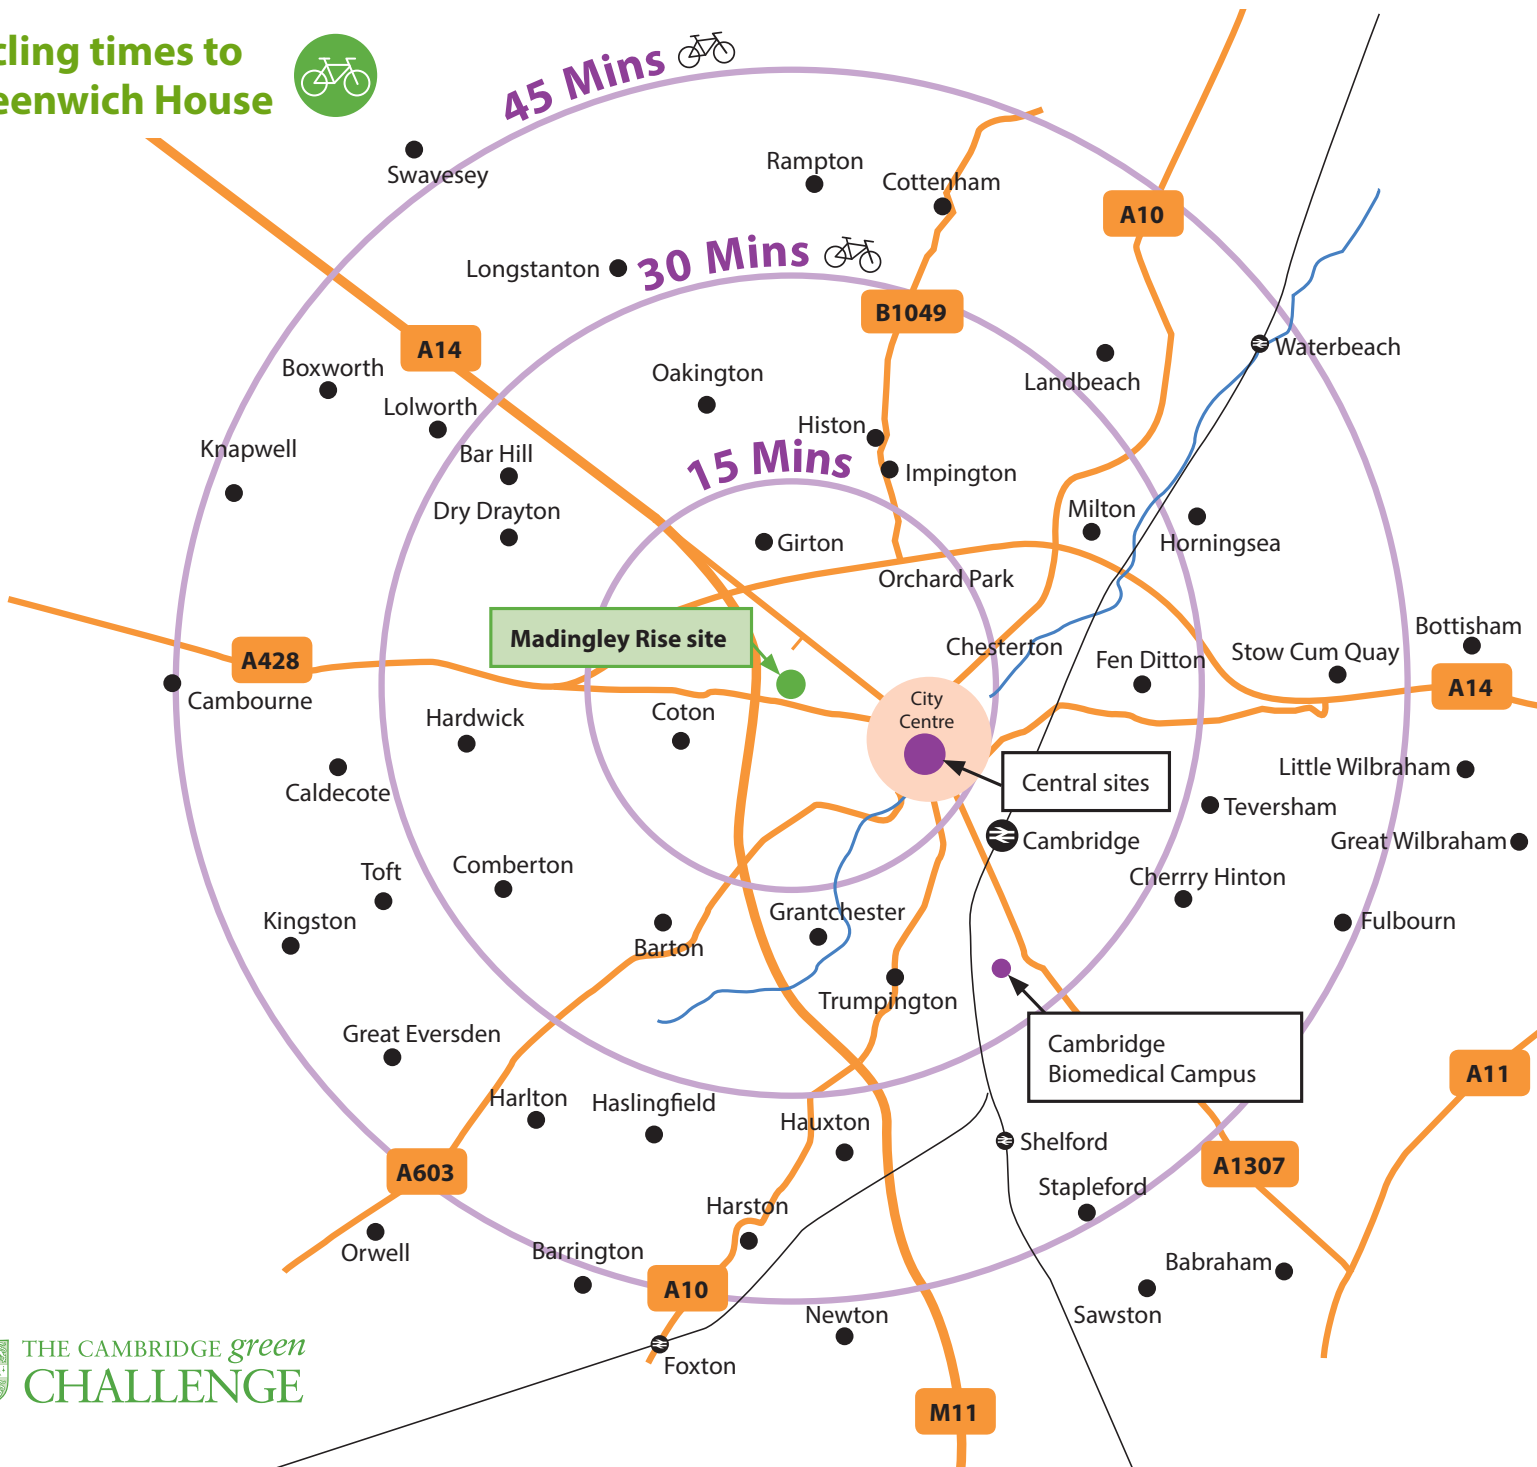 cling times to
eenwich House
45 Mins
Swavesey
Rampton
Cottenham
A10
30 Mins
Longstanton
B1049
A14
Waterbeach
Boxworth
Oakington
Landbeach
Lolworth
Histon
Knapwell
Bar Hill
15 Mins
Impington
Dry Drayton
Milton
Girton
Horningsea
Orchard Park
Madingley Rise site
Chesterton
Bottisham
A428
Fen Ditton
Stow Cum Quay
A14
Cambourne
City
Centre
Hardwick
Coton
Caldecote
Central sites
Little Wilbraham
Teversham
Cambridge
Great Wilbraham
Toft
Comberton
Cherrry Hinton
Kingston
Grantchester
Fulbourn
Barton
Trumpington
Great Eversden
Cambridge
Biomedical Campus
A11
Harlton
Haslingfield
Hauxton
Shelford
A603
A1307
Stapleford
Harston
Orwell
Barrington
Babraham
A10
Newton
Sawston
Foxton
THE CAMBRIDGE green
CHALLENGE
M11